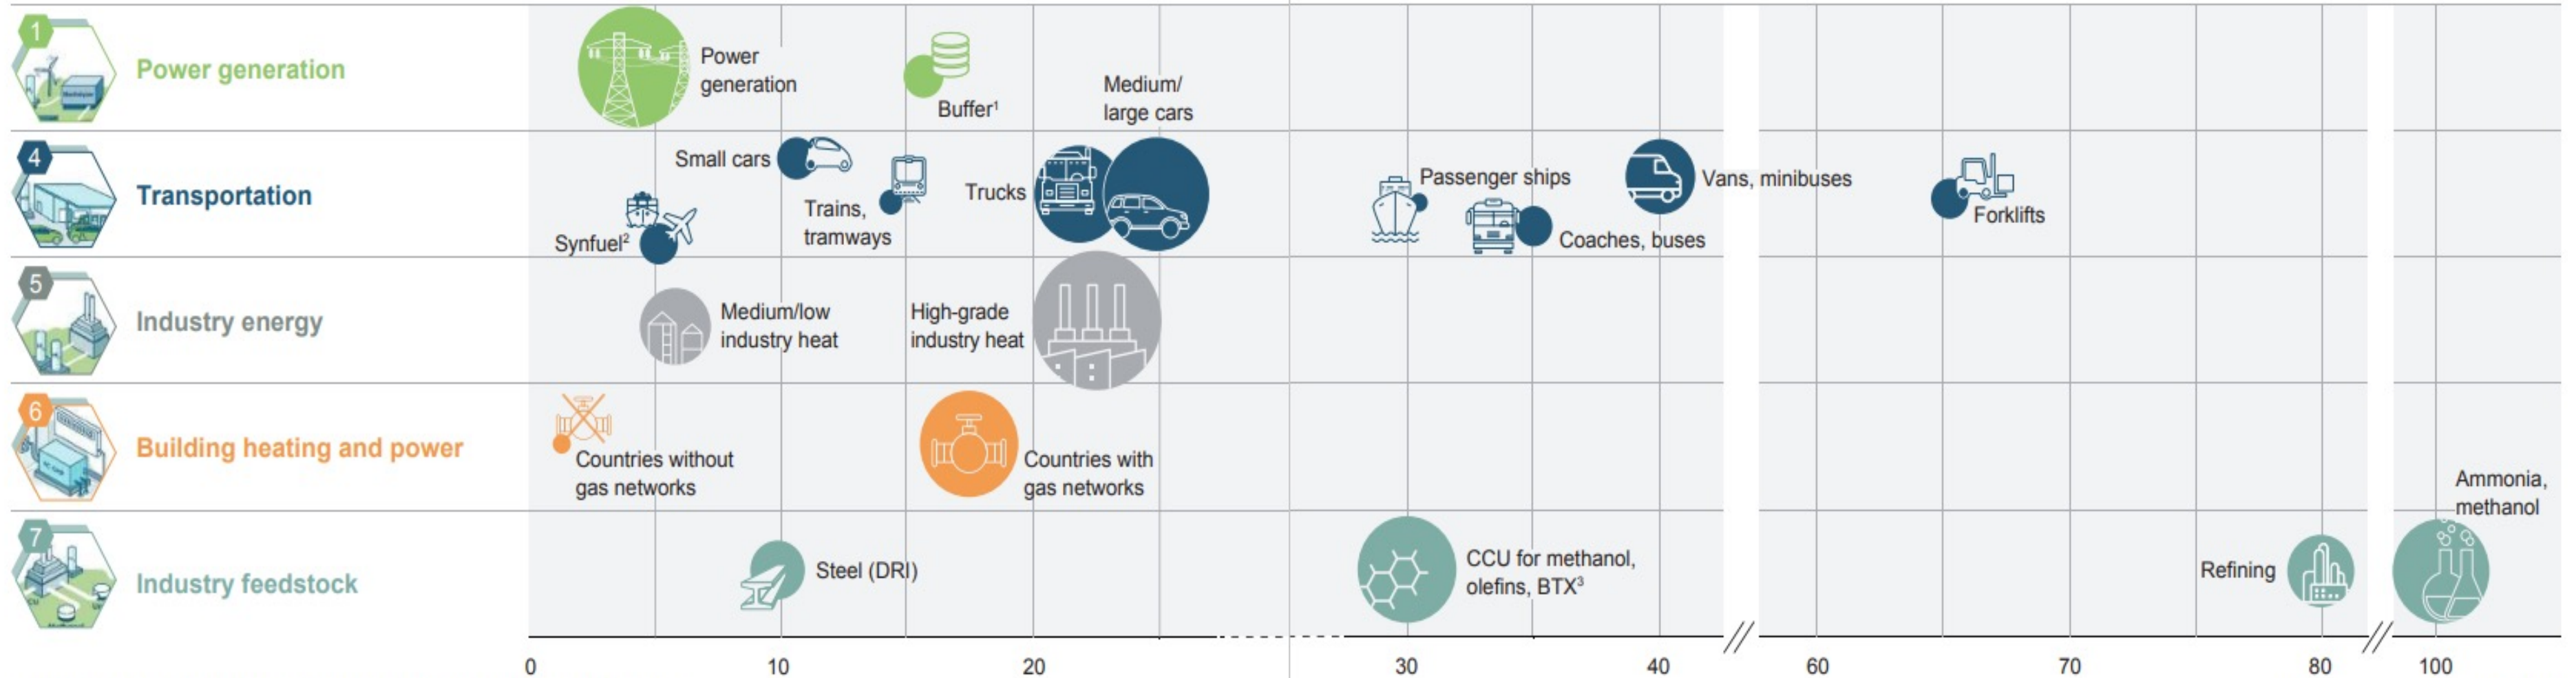 1
Power generation
Power
generation
Buffer¹
Medium/
large cars
4
Transportation
Small cars
Synfuel²
Trains,
tramways
Trucks
Passenger ships
Coaches, buses
Vans, minibuses
Forklifts
5
Industry energy
Medium/low
industry heat
High-grade
industry heat
6
Building heating and power
Countries without
gas networks
Countries with
gas networks
7
Industry feedstock
Steel (DRI)
CCU for methanol,
olefins, BTX³
Refining
Ammonia,
methanol
0 10 20 30 40 60 70 80 100